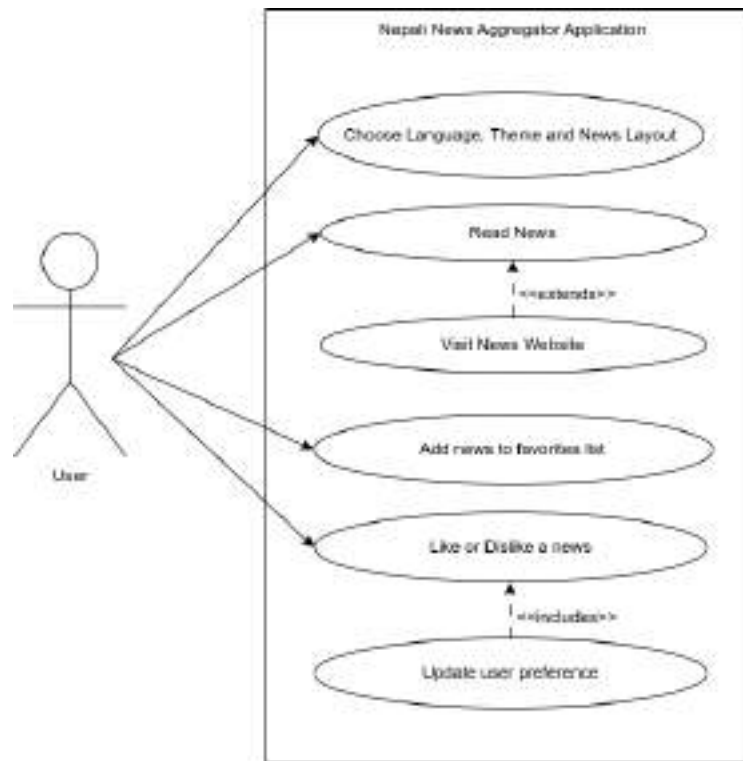 Nepali News Aggregator Application
Choose Language, Theme and News Layout
Read News
<<extends>>
Visit News Website
Add news to favorites list
User
Like or Dislike a news
<<includes>>
Update user preference